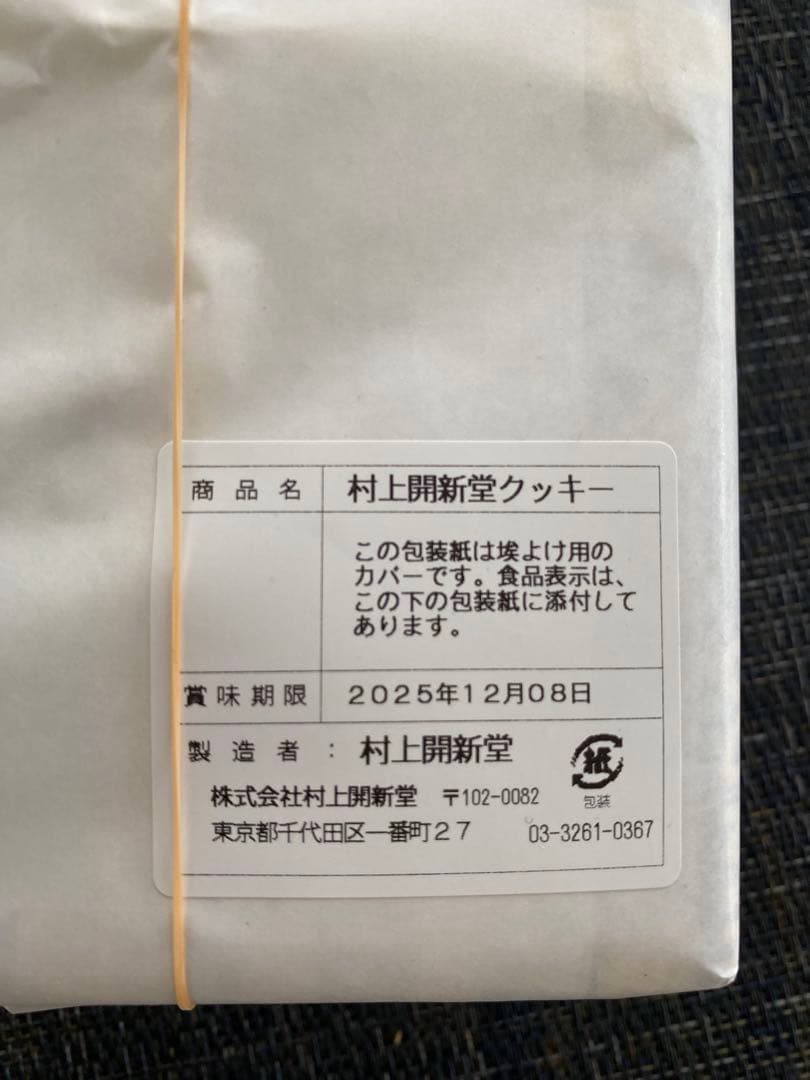 商品名 村上開新堂クッキー
この包装紙は埃よけ用の
カバーです。食品表示は、
この下の包装紙に添付して
あります。
賞味期限 2025年12月08日
製造者： 村上開新堂
紙
包装
株式会社村上開新堂 〒102-0082
東京都千代田区一番町27 03-3261-0367